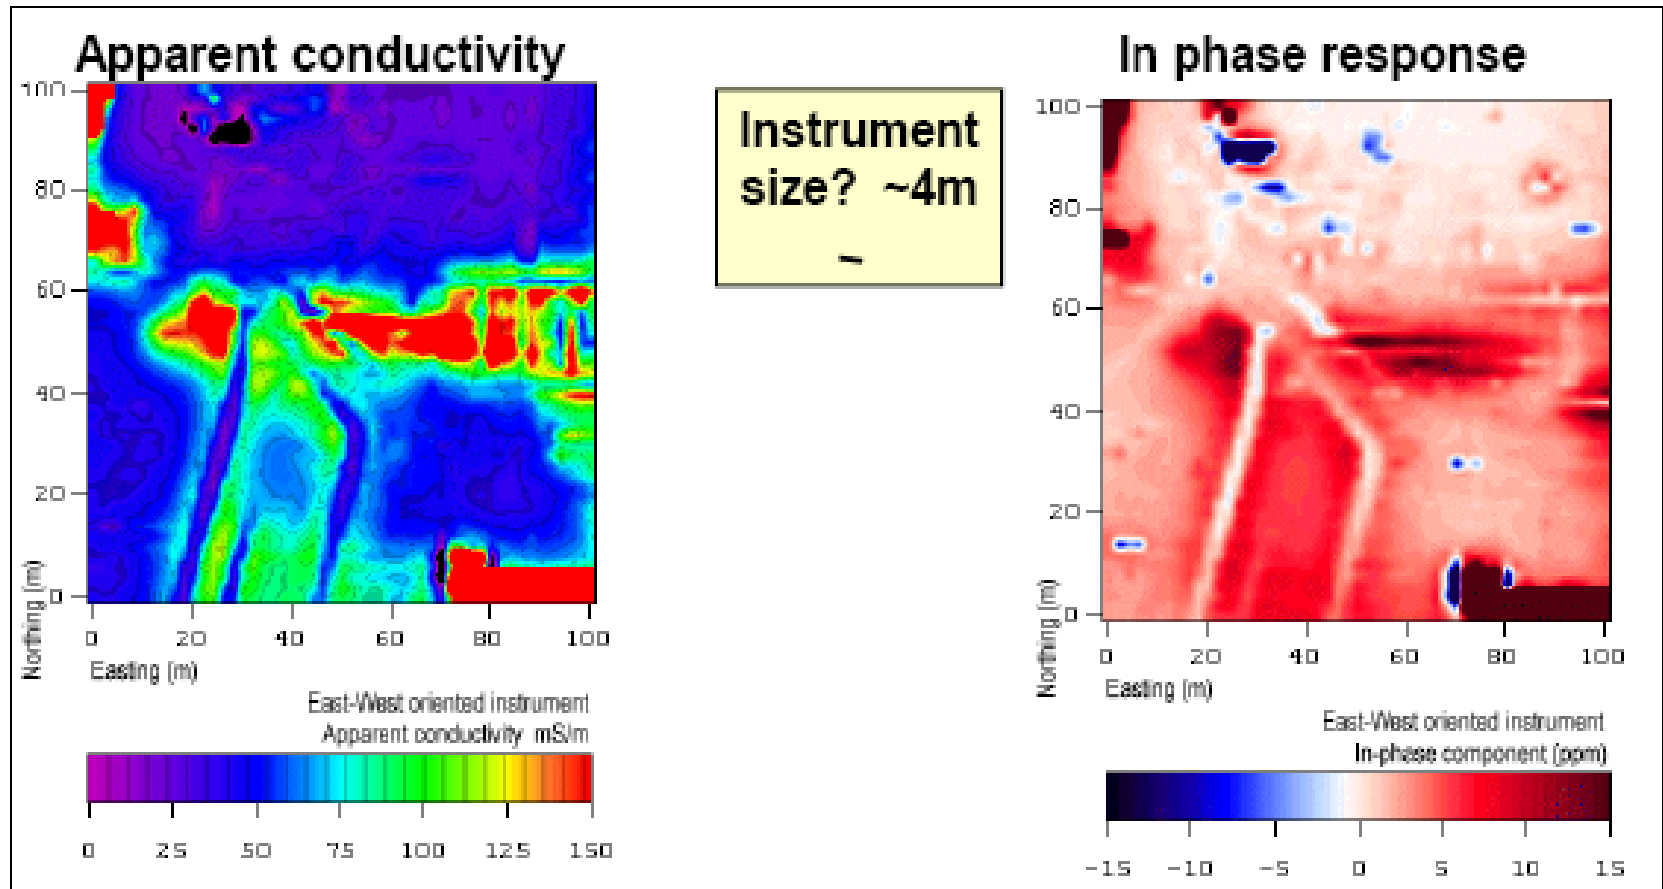 Apparent conductivity
100
80
60
40
20
0
Northing (m)
0 20 40 60 80 100
Easting (m)
East-West oriented instrument
Apparent conductivity mS/m
0 25 50 75 100 125 150
Instrument
size? ~4m
~
In phase response
100
80
60
40
20
0
Northing (m)
0 20 40 60 80 100
Easting (m)
East-West oriented instrument
In-phase component (ppm)
-15 -10 -5 0 5 10 15